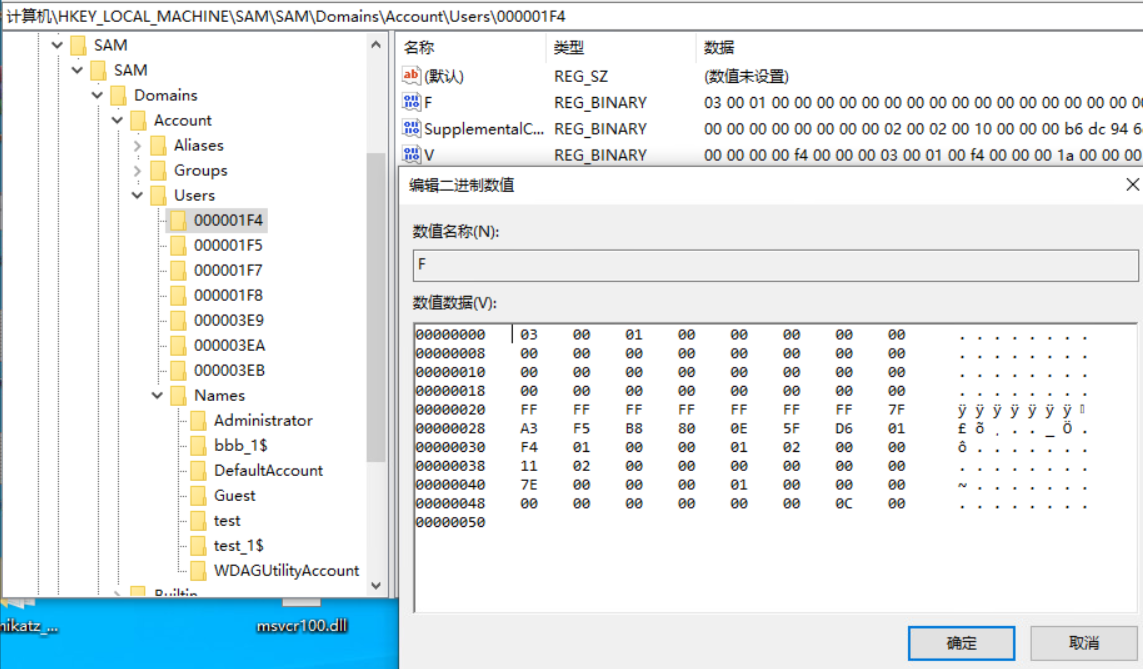 计算机\HKEY_LOCAL_MACHINE\SAM\SAM\Domains\Account\Users\000001F4
SAM
SAM
Domains
Account
Aliases
Groups
Users
000001F4
000001F5
000001F7
000001F8
000003E9
000003EA
000003EB
Names
Administrator
bbb_1$
DefaultAccount
Guest
test
test_1$
WDAGUtilityAccount
Builtin
名称 类型 数据
(默认) REG_SZ (数值未设置)
F REG_BINARY 03 00 01 00 00 00 00 00 00 00 00 00 00 00 00 00 00 00 00
SupplementalC... REG_BINARY 00 00 00 00 00 00 00 00 02 00 02 00 10 00 00 00 b6 dc 94 6
V REG_BINARY 00 00 00 00 f4 00 00 00 03 00 01 00 f4 00 00 00 1a 00 00 00
编辑二进制数值
数值名称(N):
F
数值数据(V):
00000000 03 00 01 00 00 00 00 00 . . . . . . . .
00000008 00 00 00 00 00 00 00 00 . . . . . . . .
00000010 00 00 00 00 00 00 00 00 . . . . . . . .
00000018 00 00 00 00 00 00 00 00 . . . . . . . .
00000020 FF FF FF FF FF FF FF 7F ÿ ÿ ÿ ÿ ÿ ÿ ÿ
00000028 A3 F5 B8 80 0E 5F D6 01 £ õ ¸ . . _ Ö .
00000030 F4 01 00 00 01 02 00 00 ô . . . . . . .
00000038 11 02 00 00 00 00 00 00 . . . . . . . .
00000040 7E 00 00 00 01 00 00 00 ~ . . . . . . .
00000048 00 00 00 00 00 00 0C 00 . . . . . . . .
00000050
确定 取消
mikatz_...
msvcr100.dll